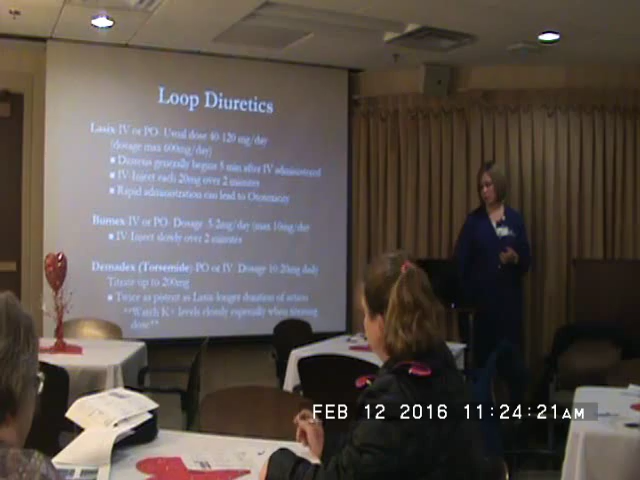 Loop Diuretics
Lasix IV or PO- Usual dose 40-120 mg/day
(dosage max 600mg/day)
■ Diuresis generally begins 5 min after IV administered
■ IV-Inject each 20mg over 2 minutes
■ Rapid administration can lead to Ototoxicity
Bumex IV or PO- Dosage .5-2mg/day (max 10mg/day
■ IV-Inject slowly over 2 minutes
Demadex (Torsemide) PO or IV- Dosage 10-20mg daily
Titrate up to 200mg
■ Twice as potent as Lasix-longer duration of action
**Watch K+ levels closely especially when titrating
dose**
FEB 12 2016 11:24:21AM